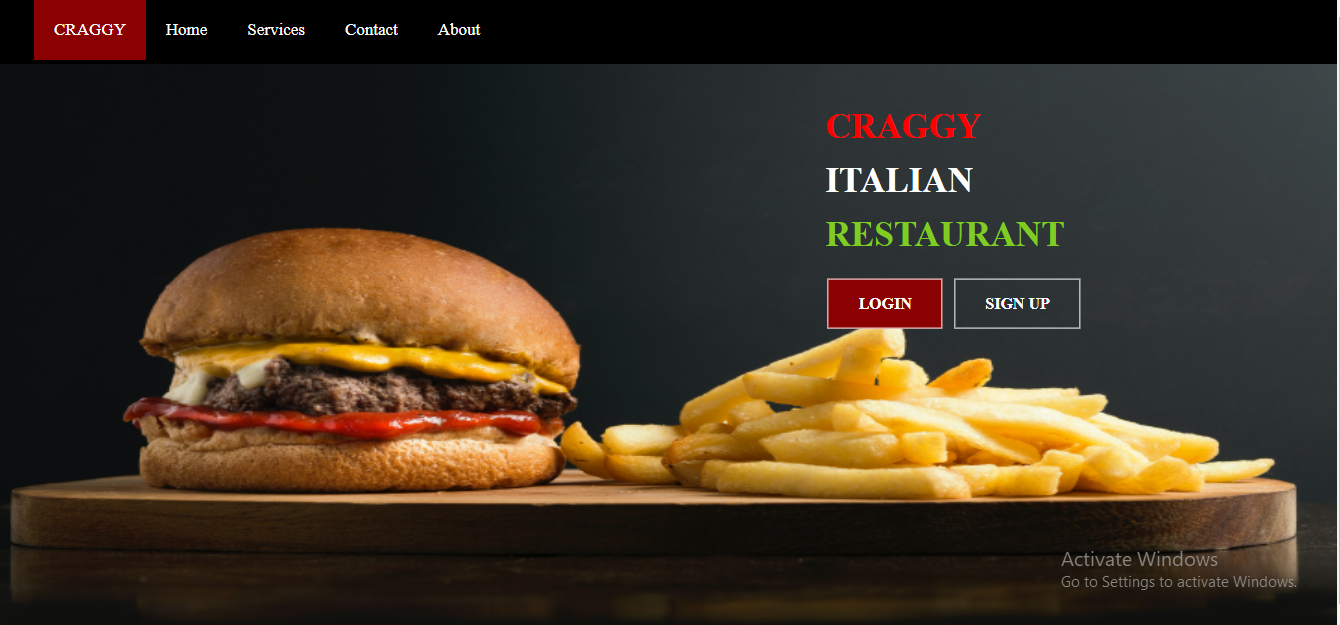 CRAGGY Home Services Contact About
CRAGGY
ITALIAN
RESTAURANT
LOGIN SIGN UP
Activate Windows
Go to Settings to activate Windows.